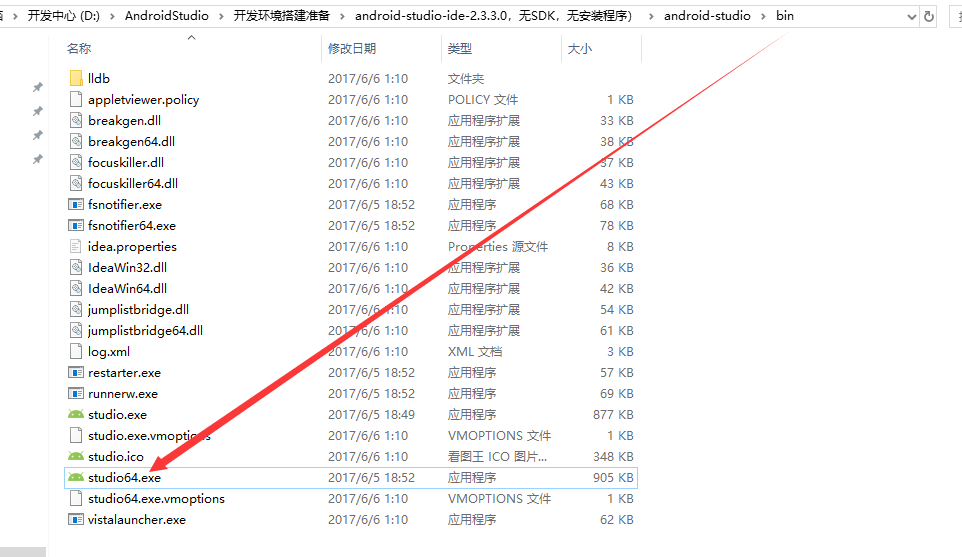 开发中心 (D:) › AndroidStudio › 开发环境搭建准备 › android-studio-ide-2.3.3.0，无SDK，无安装程序） › android-studio › bin
名称 修改日期 类型 大小
lldb 2017/6/6 1:10 文件夹
appletviewer.policy 2017/6/6 1:10 POLICY 文件 1 KB
breakgen.dll 2017/6/6 1:10 应用程序扩展 33 KB
breakgen64.dll 2017/6/6 1:10 应用程序扩展 38 KB
focuskiller.dll 2017/6/6 1:10 应用程序扩展 37 KB
focuskiller64.dll 2017/6/6 1:10 应用程序扩展 43 KB
fsnotifier.exe 2017/6/5 18:52 应用程序 68 KB
fsnotifier64.exe 2017/6/5 18:52 应用程序 78 KB
idea.properties 2017/6/6 1:10 Properties 源文件 8 KB
IdeaWin32.dll 2017/6/6 1:10 应用程序扩展 36 KB
IdeaWin64.dll 2017/6/6 1:10 应用程序扩展 42 KB
jumplistbridge.dll 2017/6/6 1:10 应用程序扩展 54 KB
jumplistbridge64.dll 2017/6/6 1:10 应用程序扩展 61 KB
log.xml 2017/6/6 1:10 XML 文档 3 KB
restarter.exe 2017/6/5 18:52 应用程序 57 KB
runnerw.exe 2017/6/5 18:52 应用程序 69 KB
studio.exe 2017/6/5 18:49 应用程序 877 KB
studio.exe.vmoptions 2017/6/6 1:10 VMOPTIONS 文件 1 KB
studio.ico 2017/6/6 1:10 看图王 ICO 图片... 348 KB
studio64.exe 2017/6/5 18:52 应用程序 905 KB
studio64.exe.vmoptions 2017/6/6 1:10 VMOPTIONS 文件 1 KB
vistalauncher.exe 2017/6/6 1:10 应用程序 62 KB